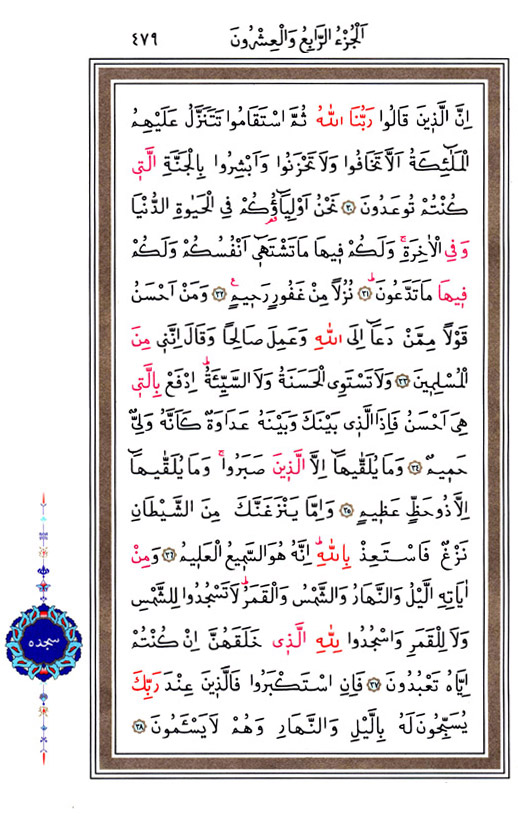 اَلْجُزْءُ الرَّابِعُ وَالْعِشْرُونَ
٤٧٩
اِنَّ الَّذٖينَ قَالُوا رَبُّنَا اللّٰهُ ثُمَّ اسْتَقَامُوا تَتَنَزَّلُ عَلَيْهِمُ
الْمَلٰٓئِكَةُ اَلَّا تَخَافُوا وَلَا تَحْزَنُوا وَاَبْشِرُوا بِالْجَنَّةِ الَّتٖى
كُنْتُمْ تُوعَدُونَ ﴿٣٠﴾ نَحْنُ اَوْلِيَٓاؤُكُمْ فِى الْحَيٰوةِ الدُّنْيَا
وَفِى الْاٰخِرَةِۚ وَلَكُمْ فٖيهَا مَا تَشْتَهٖٓى اَنْفُسُكُمْ وَلَكُمْ
فٖيهَا مَا تَدَّعُونَۜ ﴿٣١﴾ نُزُلًا مِنْ غَفُورٍ رَحٖيمٍ ﴿٣٢﴾ وَمَنْ اَحْسَنُ
قَوْلًا مِمَّنْ دَعَٓا اِلَى اللّٰهِ وَعَمِلَ صَالِحًا وَقَالَ اِنَّنٖى مِنَ
الْمُسْلِمٖينَ ﴿٣٣﴾ وَلَا تَسْتَوِى الْحَسَنَةُ وَلَا السَّيِّئَةُۜ اِدْفَعْ بِالَّتٖى
هِىَ اَحْسَنُ فَاِذَا الَّذٖى بَيْنَكَ وَبَيْنَهُ عَدَاوَةٌ كَاَنَّهُ وَلِىٌّ
حَمٖيمٌ ﴿٣٤﴾ وَمَا يُلَقّٰيهَٓا اِلَّا الَّذٖينَ صَبَرُواۚ وَمَا يُلَقّٰيهَٓا
اِلَّا ذُو حَظٍّ عَظٖيمٍ ﴿٣٥﴾ وَاِمَّا يَنْزَغَنَّكَ مِنَ الشَّيْطَانِ
نَزْغٌ فَاسْتَعِذْ بِاللّٰهِۜ اِنَّهُ هُوَ السَّمٖيعُ الْعَلٖيمُ ﴿٣٦﴾ وَمِنْ
اٰيَاتِهِ الَّيْلُ وَالنَّهَارُ وَالشَّمْسُ وَالْقَمَرُۜ لَا تَسْجُدُوا لِلشَّمْسِ
وَلَا لِلْقَمَرِ وَاسْجُدُوا لِلّٰهِ الَّذٖى خَلَقَهُنَّ اِنْ كُنْتُمْ
اِيَّاهُ تَعْبُدُونَ ﴿٣٧﴾ فَاِنِ اسْتَكْبَرُوا فَالَّذٖينَ عِنْدَ رَبِّكَ
يُسَبِّحُونَ لَهُ بِالَّيْلِ وَالنَّهَارِ وَهُمْ لَا يَسْئَمُونَ ﴿٣٨﴾
سجده